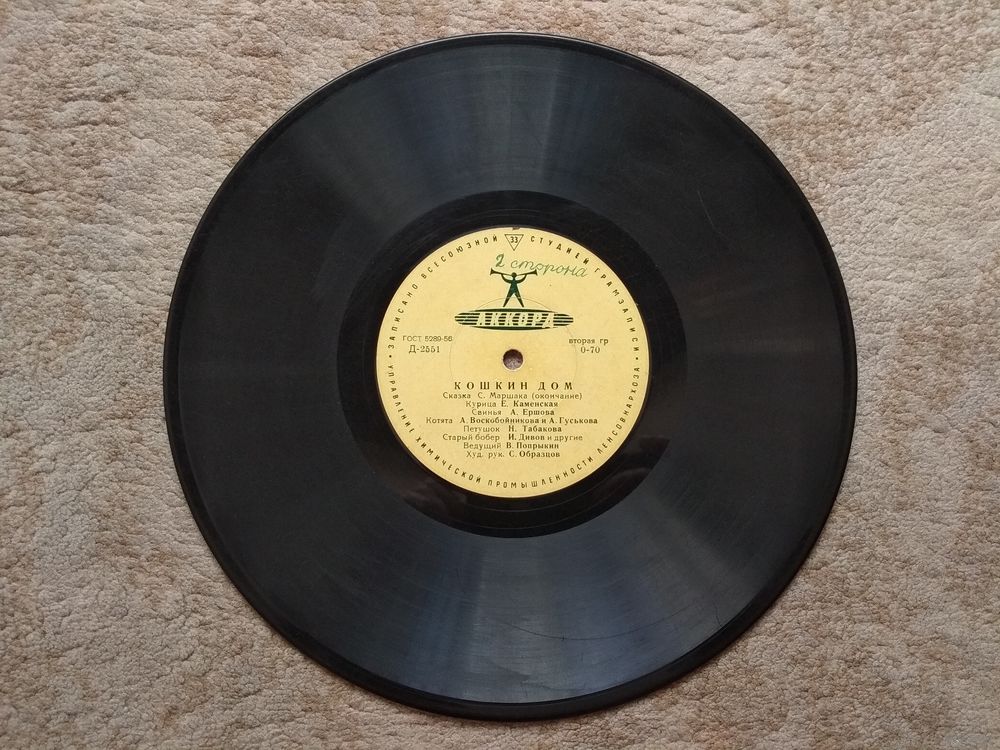 • ЗАПИСАНО ВСЕСОЮЗНОЙ 33 СТУДИЕЙ ГРАМЗАПИСИ •
2 сторона
АККОРД
ГОСТ 5289-56
Д-2551
вторая гр
0-70
КОШКИН ДОМ
Сказка С. Маршака (окончание)
Курица Е. Каменская
Свинья А. Ершова
Котята А. Воскобойникова и А. Гуськова
Петушок Н. Табакова
Старый бобер И. Дивов и другие
Ведущий В. Попрыкин
Худ. рук. С. Образцов
УПРАВЛЕНИЕ ХИМИЧЕСКОЙ ПРОМЫШЛЕННОСТИ ЛЕНСОВНАРХОЗА